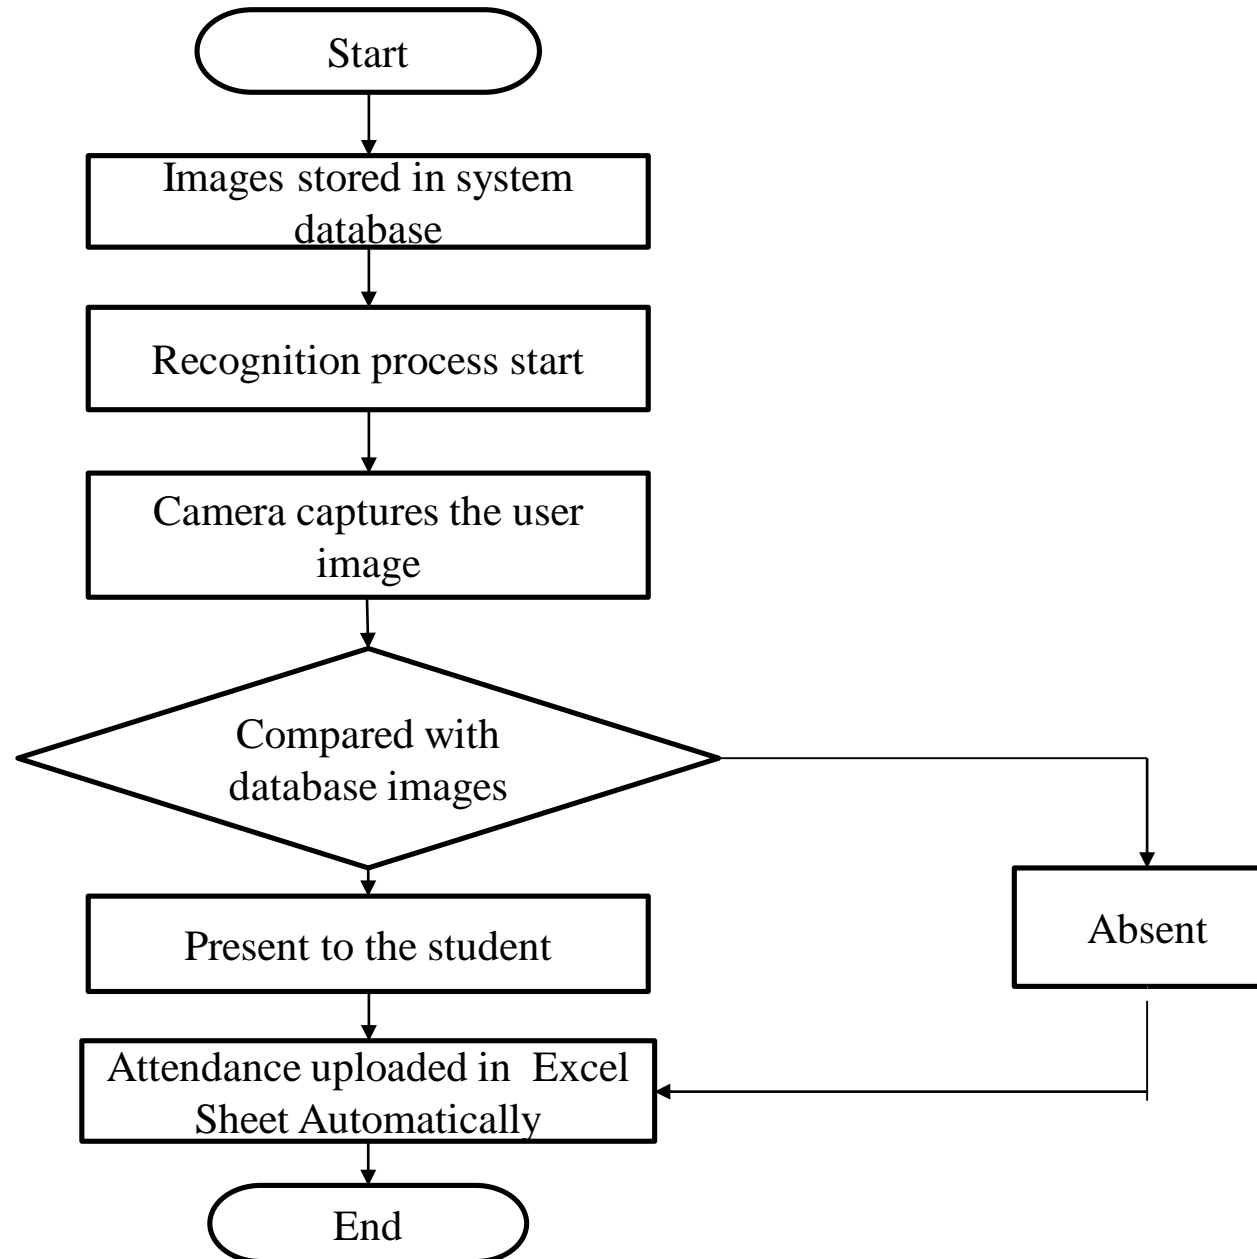 Start
Images stored in system
database
Recognition process start
Camera captures the user
image
Compared with
database images
Present to the student
Absent
Attendance uploaded in  Excel
Sheet Automatically
End